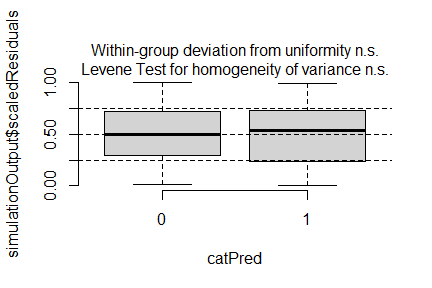 Within-group deviation from uniformity n.s.
Levene Test for homogeneity of variance n.s.
simulationOutput$scaledResiduals
1.00
0.50
0.00
0
1
catPred